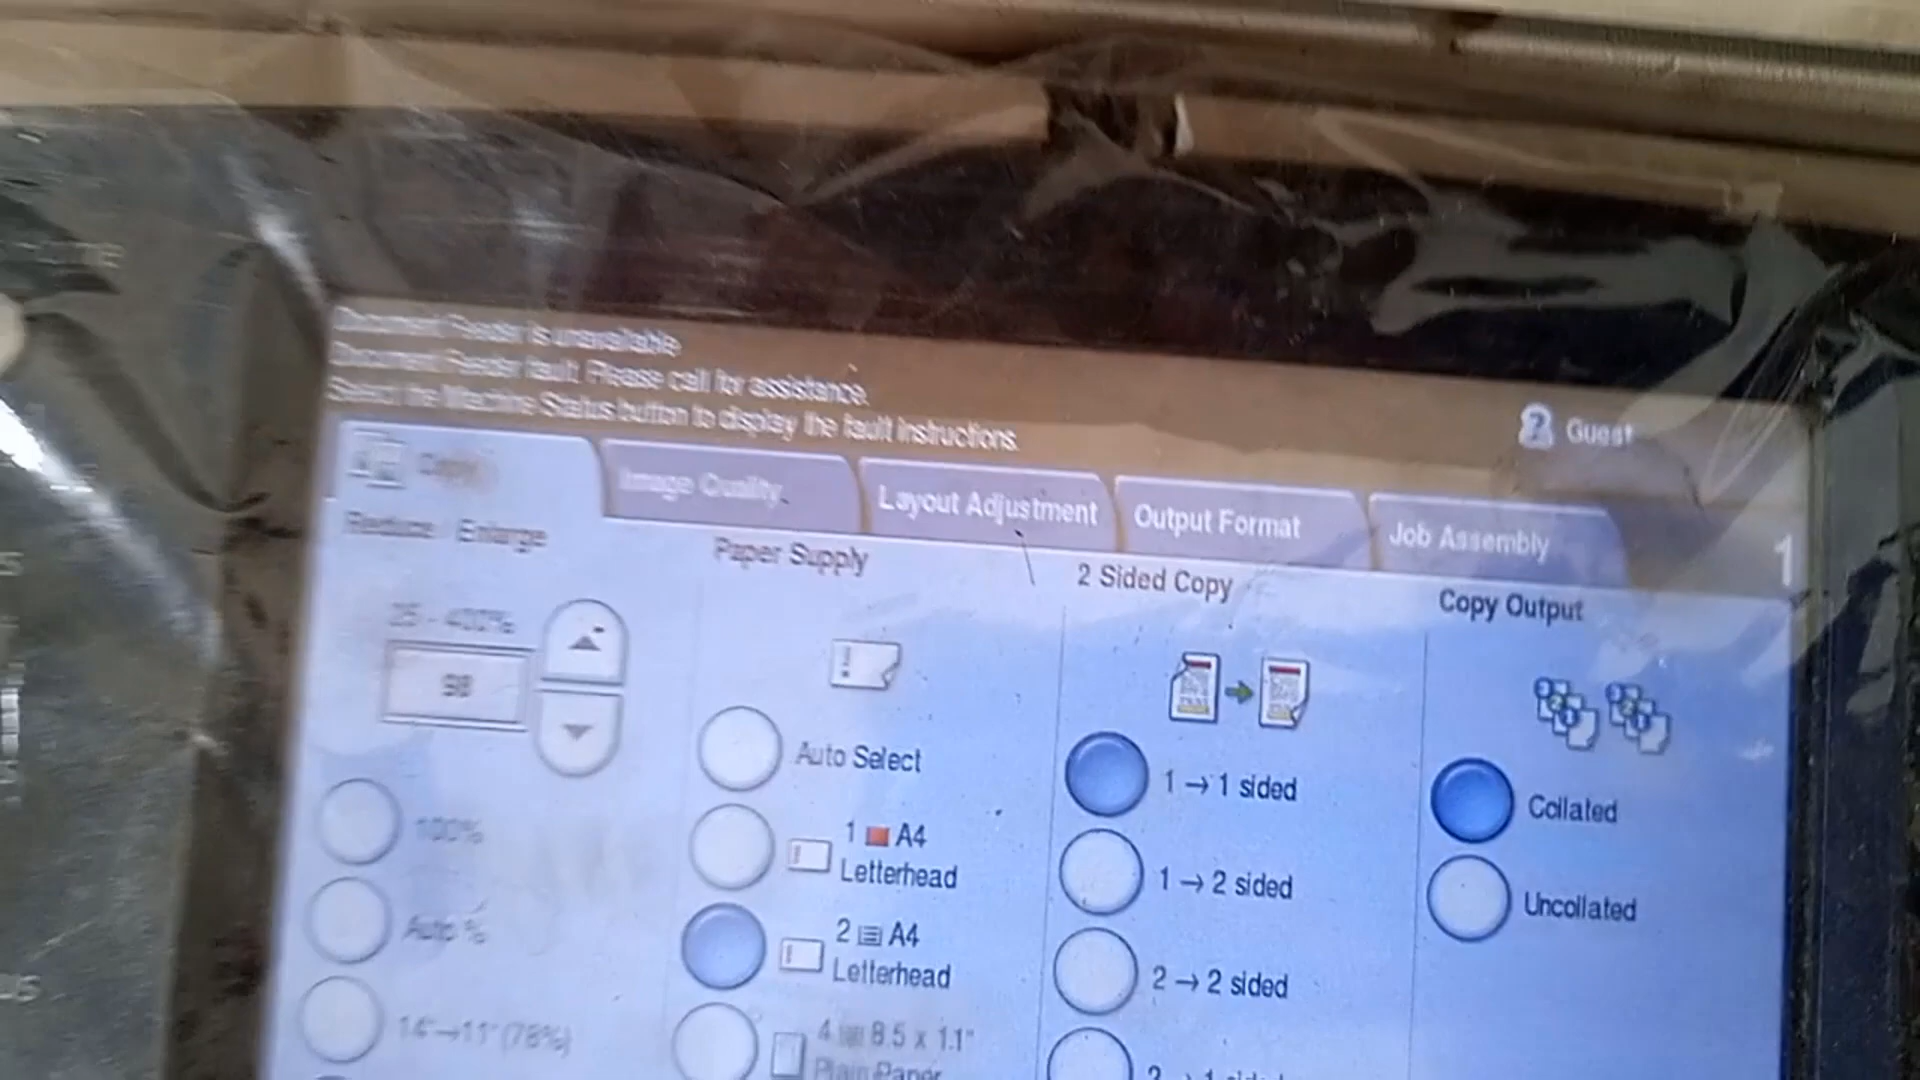 Document Feeder is unavailable
Document Feeder fault. Please call for assistance.
Select the Machine Status button to display the fault instructions.
Guest
Copy
Image Quality
Layout Adjustment
Output Format
Job Assembly
1
Reduce / Enlarge
Paper Supply
2 Sided Copy
Copy Output
25 - 400%
98
Auto Select
1 → 1 sided
Collated
100%
1 A4
Letterhead
1 → 2 sided
Uncollated
Auto %
2 A4
Letterhead
2 → 2 sided
14"→11" (78%)
4 8.5 x 11"
Plain Paper